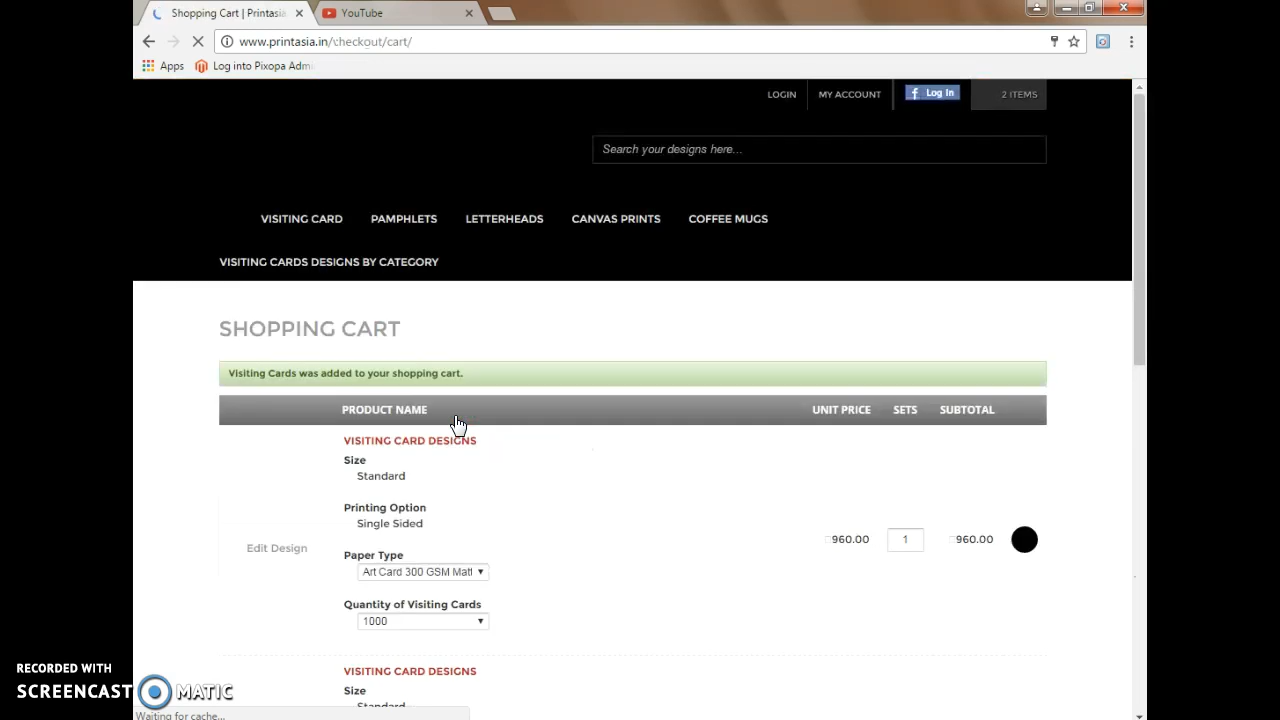 Shopping Cart | Printasia
YouTube
www.printasia.in/checkout/cart/
Apps
Log into Pixopa Adm
LOGIN
MY ACCOUNT
f Log In
2 ITEMS
Search your designs here...
VISITING CARD
PAMPHLETS
LETTERHEADS
CANVAS PRINTS
COFFEE MUGS
VISITING CARDS DESIGNS BY CATEGORY
SHOPPING CART
Visiting Cards was added to your shopping cart.
PRODUCT NAME
UNIT PRICE
SETS
SUBTOTAL
VISITING CARD DESIGNS
Size
Standard
Printing Option
Single Sided
960.00
1
960.00
Edit Design
Paper Type
Art Card 300 GSM Matt
Quantity of Visiting Cards
1000
VISITING CARD DESIGNS
Size
Standard
RECORDED WITH
SCREENCAST MATIC
Waiting for cache...